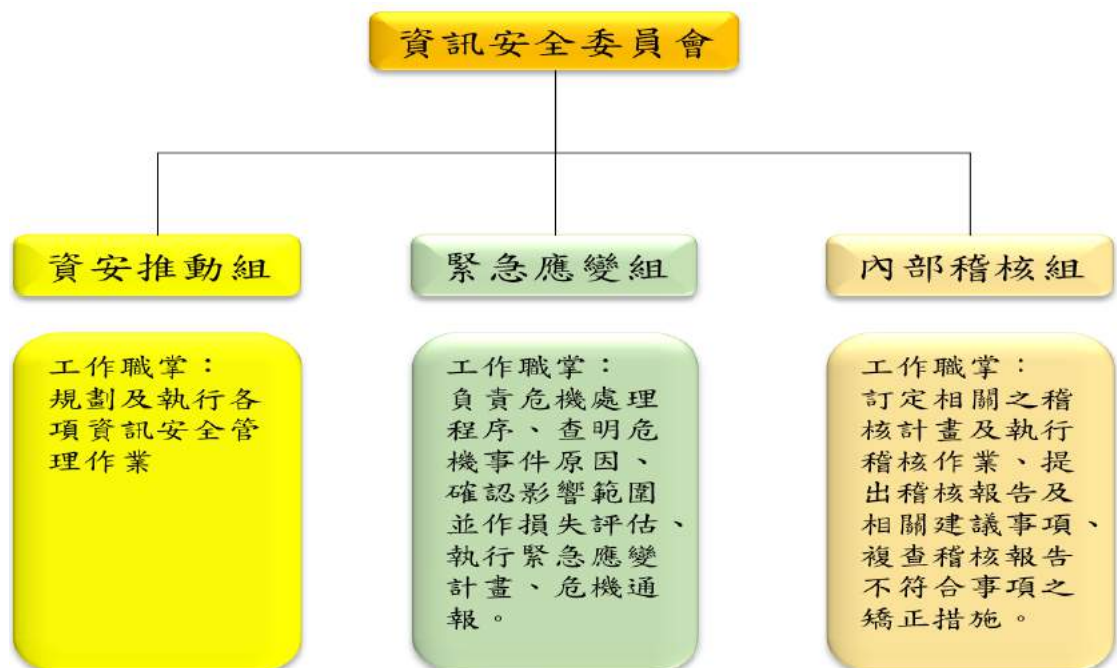 資訊安全委員會
資安推動組
緊急應變組
內部稽核組
工作職掌：
規劃及執行各
項資訊安全管
理作業
工作職掌：
負責危機處理
程序、查明危
機事件原因、
確認影響範圍
並作損失評估、
執行緊急應變
計畫、危機通
報。
工作職掌：
訂定相關之稽
核計畫及執行
稽核作業、提
出稽核報告及
相關建議事項、
複查稽核報告
不符合事項之
矯正措施。